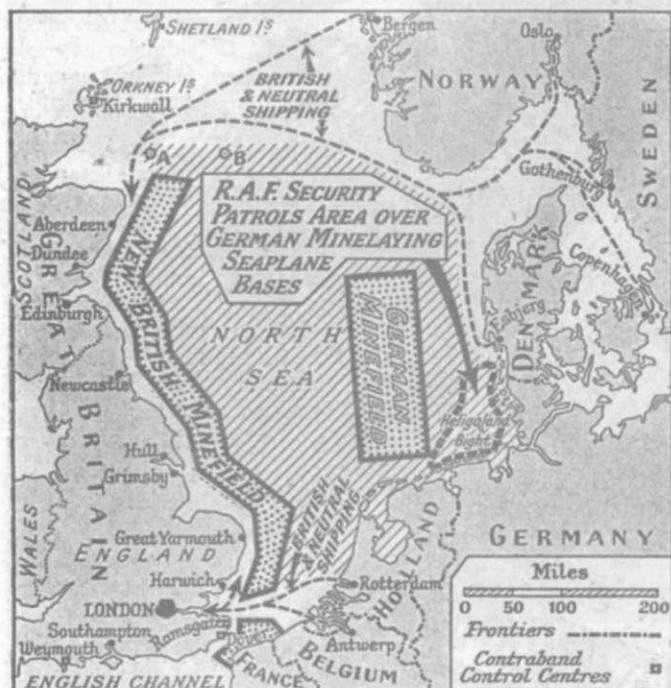 SHETLAND Iˢ
Bergen
Oslo
ORKNEY Iˢ
Kirkwall
BRITISH
& NEUTRAL
SHIPPING
NORWAY
SWEDEN
A
B
Gothenburg
SCOTLAND
Aberdeen
Dundee
Edinburgh
R.A.F. SECURITY
PATROLS AREA OVER
GERMAN MINELAYING
SEAPLANE
BASES
DENMARK
Copenhagen
Esbjerg
NEW BRITISH MINEFIELD
NORTH
SEA
GERMAN
MINEFIELD
Heligoland
Bight
GREAT BRITAIN
Newcastle
Hull
Grimsby
WALES
ENGLAND
Great Yarmouth
Harwich
BRITISH
& NEUTRAL
SHIPPING
HOLLAND
GERMANY
LONDON
Rotterdam
Southampton
Ramsgate
Dover
Weymouth
Antwerp
BELGIUM
FRANCE
ENGLISH CHANNEL
Miles
0 50 100 200
Frontiers
Contraband
Control Centres